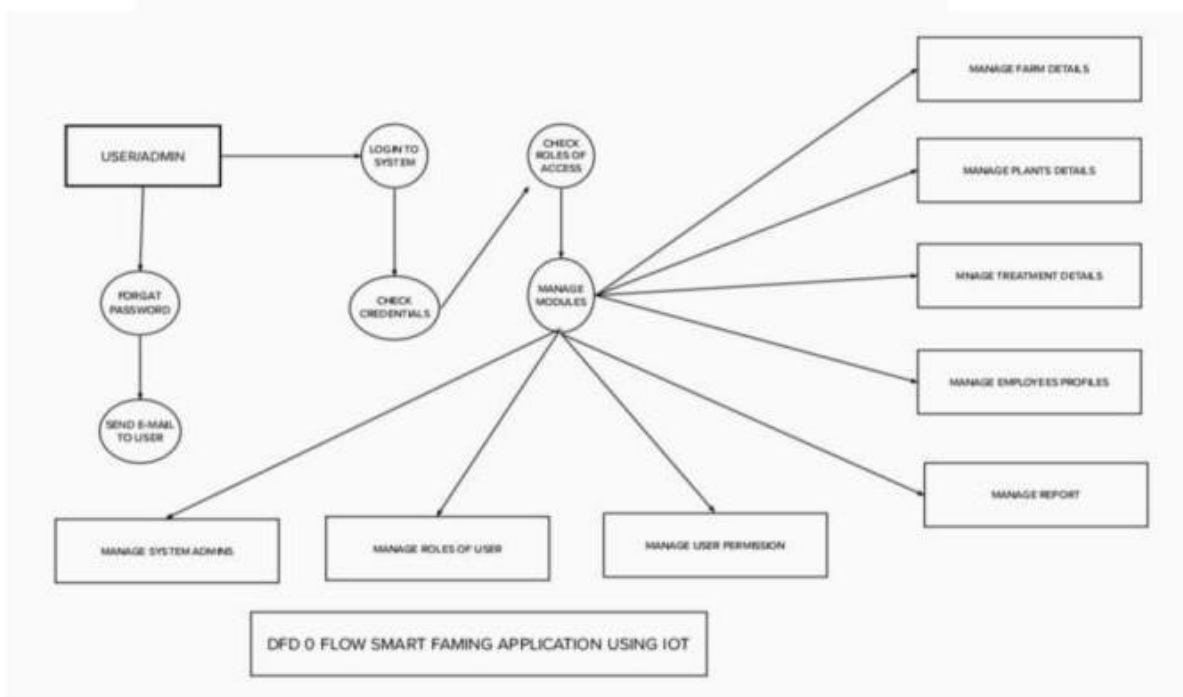 MANAGE FARM DETAILS
USER/ADMIN
LOGIN TO
SYSTEM
CHECK
ROLES OF
ACCESS
MANAGE PLANTS DETAILS
MNAGE TREATMENT DETAILS
FORGAT
PASSWORD
CHECK
CREDENTIALS
MANAGE
MODULES
MANAGE EMPLOYEES PROFILES
SEND E-MAIL
TO USER
MANAGE REPORT
MANAGE SYSTEM ADMINS
MANAGE ROLES OF USER
MANAGE USER PERMISSION
DFD 0 FLOW SMART FAMING APPLICATION USING IOT